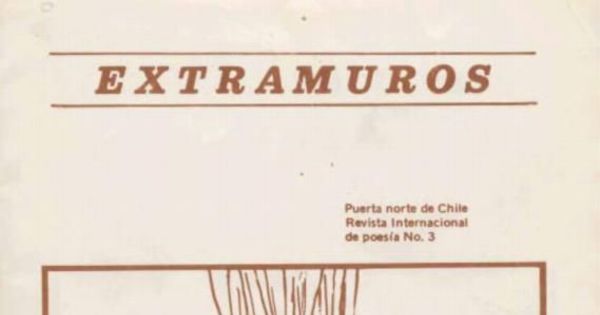 EXTRAMUROS
Puerta norte de Chile
Revista Internacional
de poesía No. 3